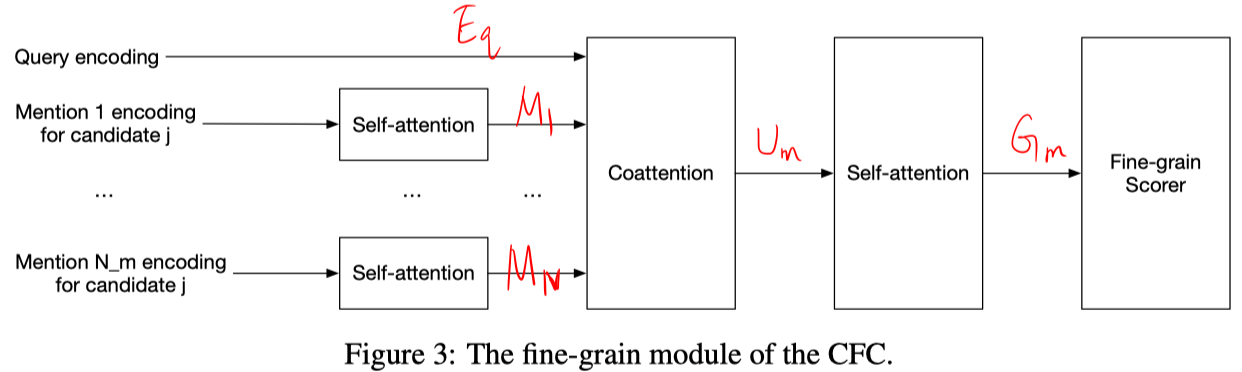 E_q
Query encoding
Mention 1 encoding
for candidate j
Self-attention
M_1
...
...
...
Mention N_m encoding
for candidate j
Self-attention
M_N
Coattention
U_m
Self-attention
G_m
Fine-grain
Scorer
Figure 3: The fine-grain module of the CFC.